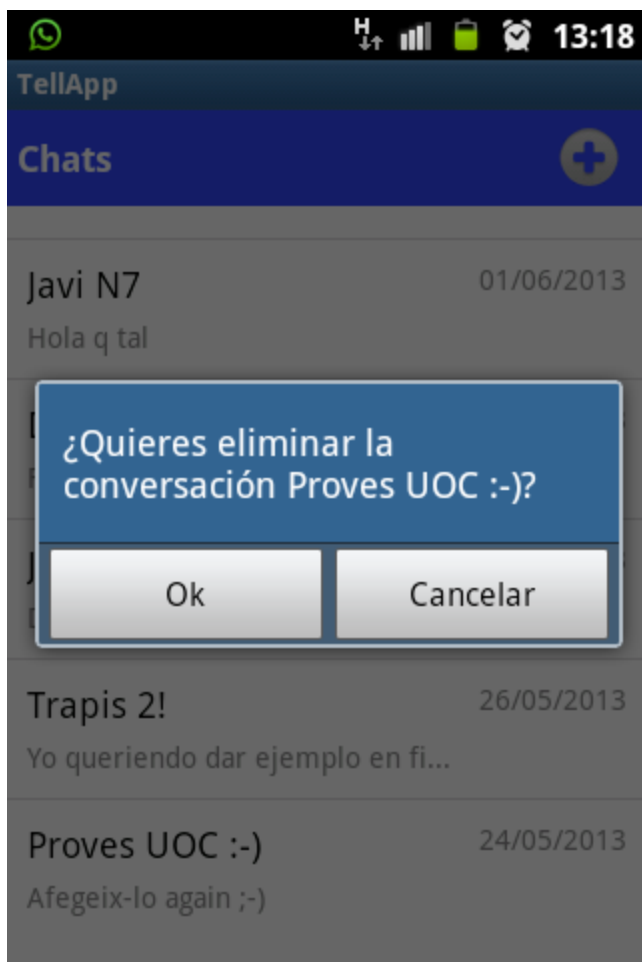 H 13:18
TellApp
Chats
Javi N7 01/06/2013
Hola q tal
¿Quieres eliminar la
conversación Proves UOC :-)?
Ok Cancelar
Trapis 2! 26/05/2013
Yo queriendo dar ejemplo en fi...
Proves UOC :-) 24/05/2013
Afegeix-lo again ;-)